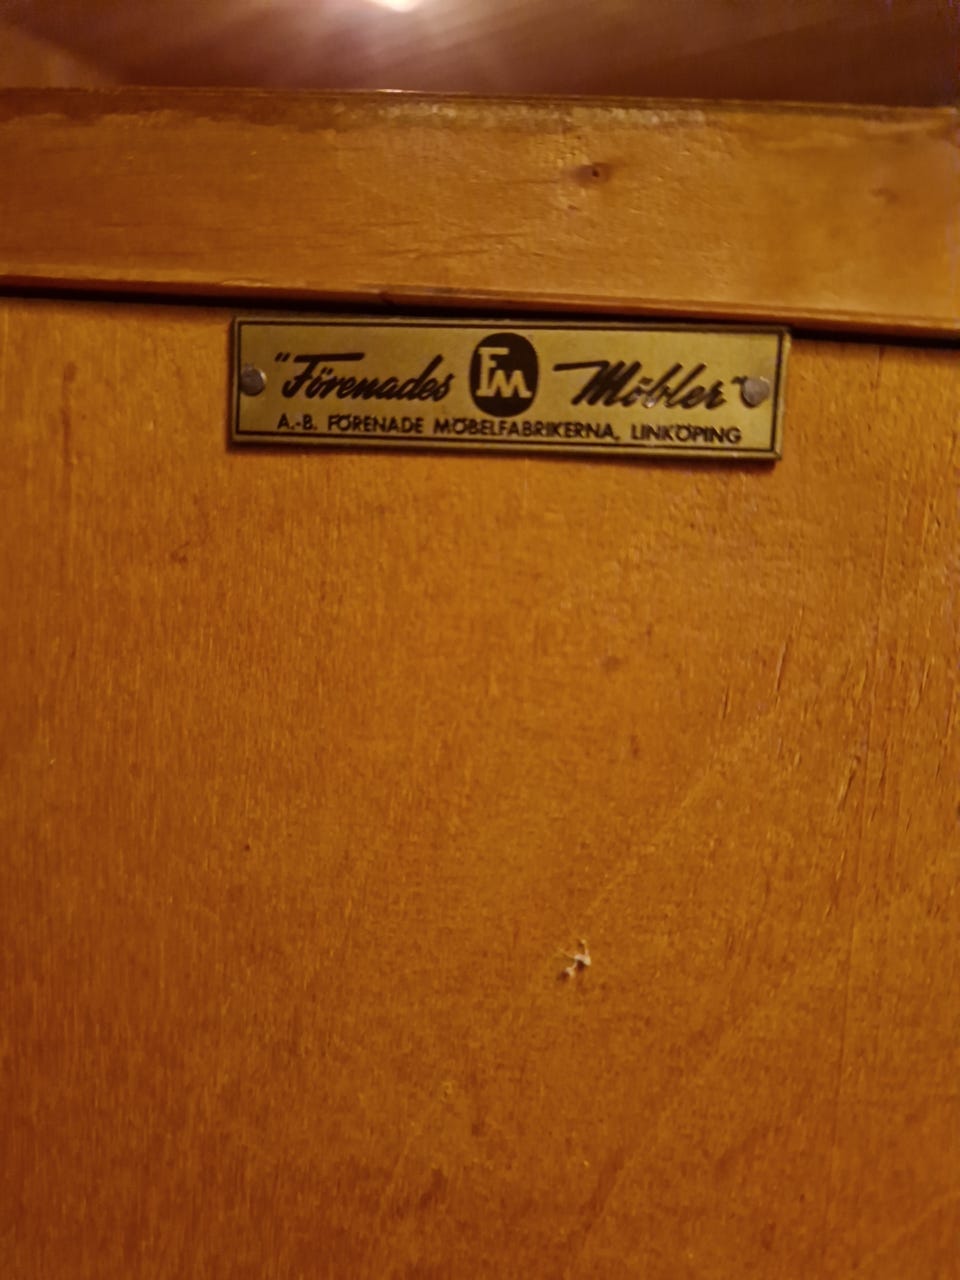 "Förenades FM Möbler"
A.-B. FÖRENADE MÖBELFABRIKERNA, LINKÖPING